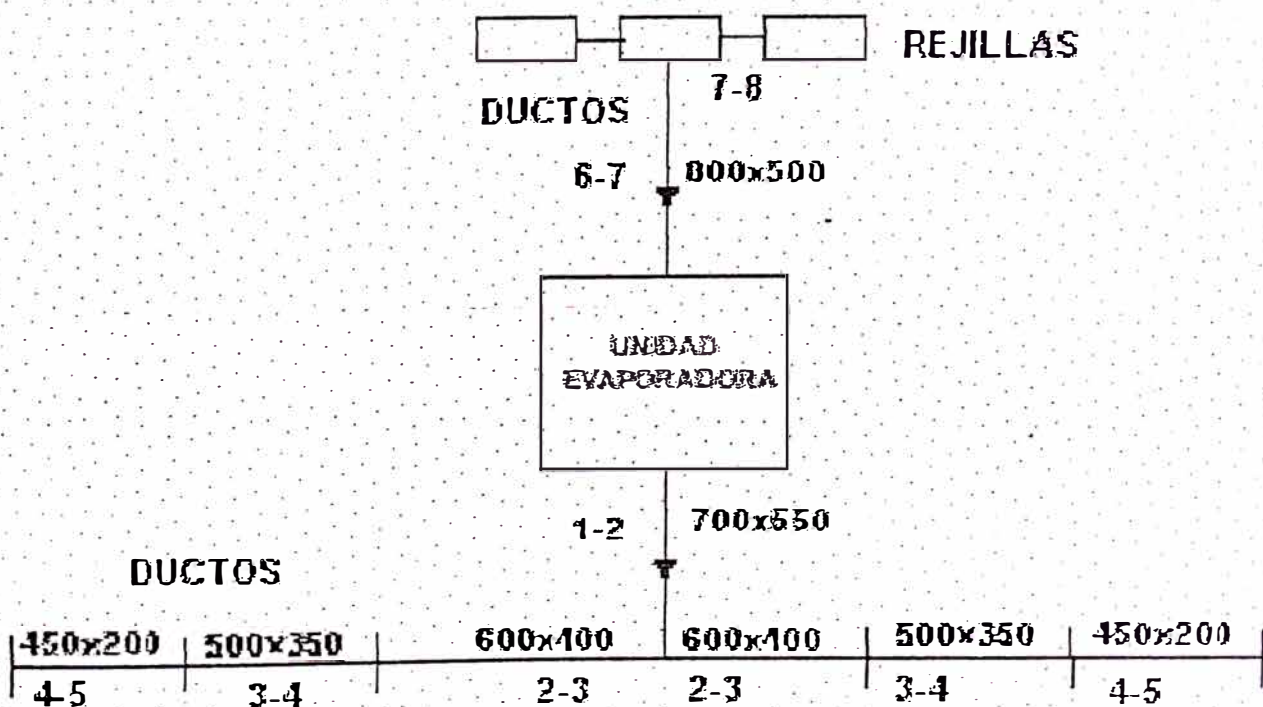 REJILLAS
7-8
DUCTOS
6-7 800x500
UNIDAD
EVAPORADORA
1-2 700x550
DUCTOS
450x200 500x350 600x400 600x400 500x350 450x200
4-5 3-4 2-3 2-3 3-4 4-5